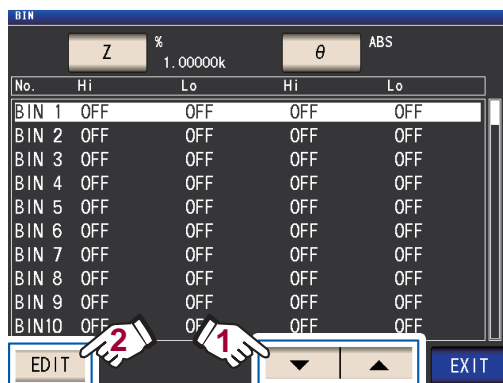 BIN
Z % 1.00000k θ ABS
No. Hi Lo Hi Lo
BIN 1 OFF OFF OFF OFF
BIN 2 OFF OFF OFF OFF
BIN 3 OFF OFF OFF OFF
BIN 4 OFF OFF OFF OFF
BIN 5 OFF OFF OFF OFF
BIN 6 OFF OFF OFF OFF
BIN 7 OFF OFF OFF OFF
BIN 8 OFF OFF OFF OFF
BIN 9 OFF OFF OFF OFF
BIN10 OFF OFF OFF OFF
2 1
EDIT ▼ ▲ EXIT